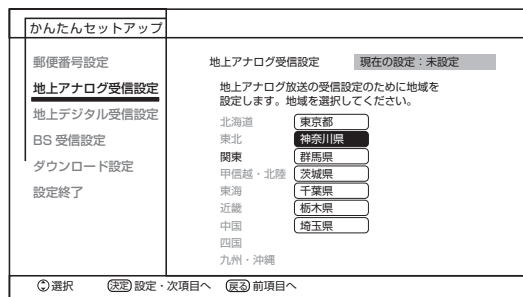 かんたんセットアップ
郵便番号設定
地上アナログ受信設定
地上デジタル受信設定
BS 受信設定
ダウンロード設定
設定終了
地上アナログ受信設定 現在の設定：未設定
地上アナログ放送の受信設定のために地域を
設定します。地域を選択してください。
北海道 東京都
東北 神奈川県
関東 群馬県
甲信越・北陸 茨城県
東海 千葉県
近畿 栃木県
中国 埼玉県
四国
九州・沖縄
選択 決定 設定・次項目へ 戻る 前項目へ